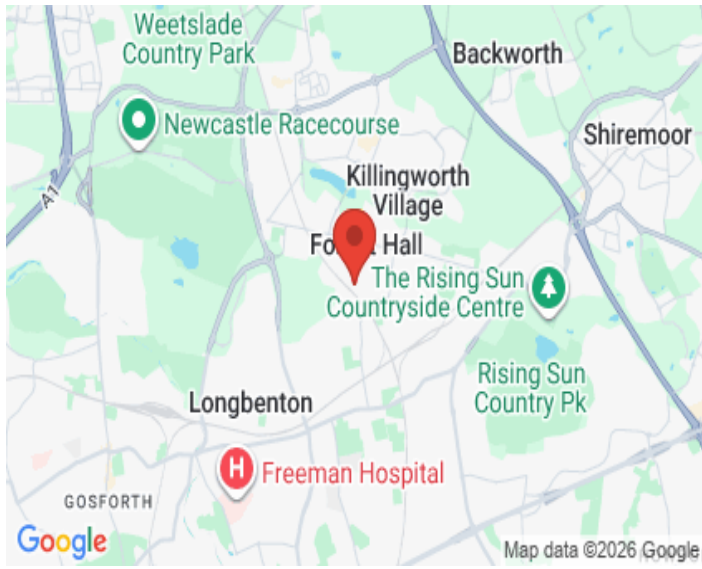 Weetslade
Country Park
Backworth
Newcastle Racecourse
Shiremoor
A1
Killingworth
Village
Hall
The Rising Sun
Countryside Centre
Rising Sun
Country Pk
Longbenton
H
Freeman Hospital
GOSFORTH
Google
Map data ©2026 Google